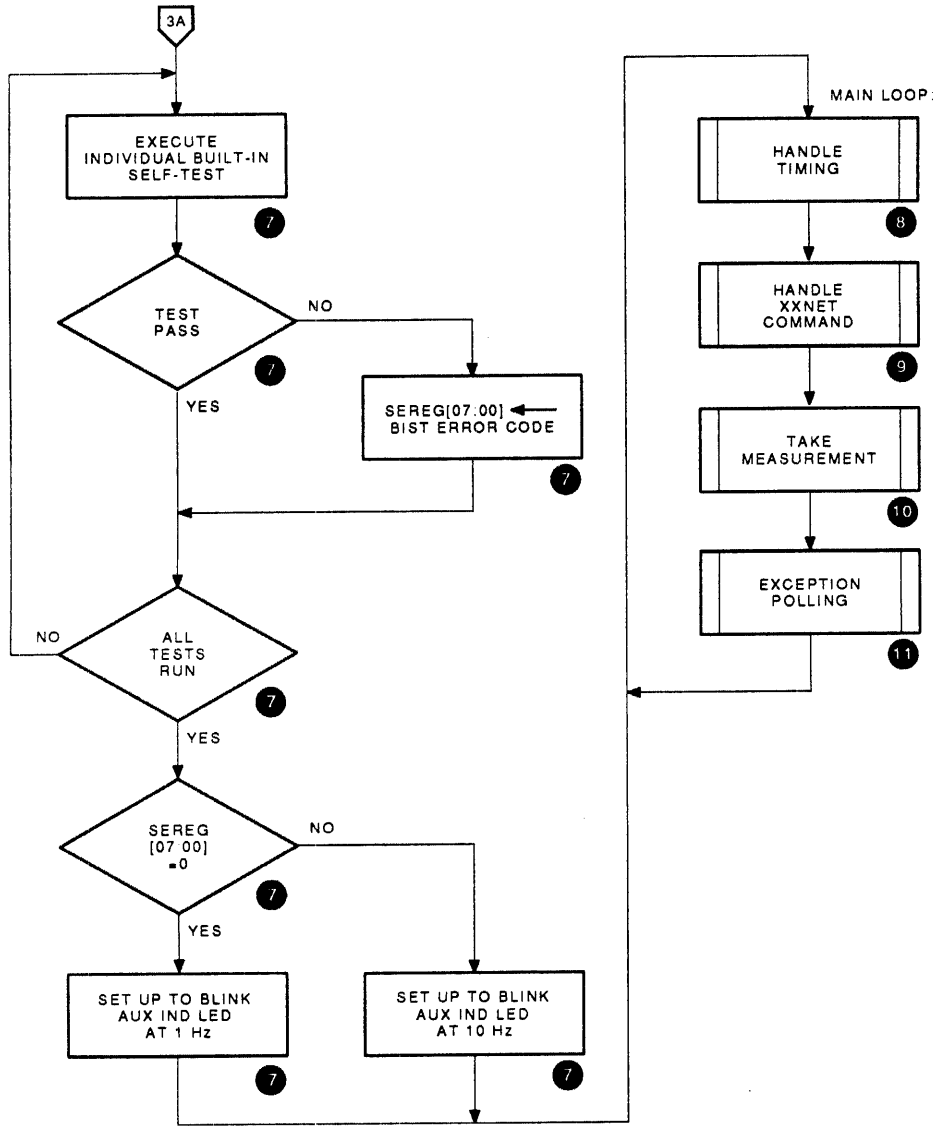 3A
EXECUTE
INDIVIDUAL BUILT-IN
SELF-TEST
7
TEST
PASS
NO
7
YES
SEREG[07:00]
BIST ERROR CODE
7
ALL
TESTS
RUN
NO
7
YES
SEREG
[07:00]
=0
NO
7
YES
SET UP TO BLINK
AUX IND LED
AT 1 Hz
7
SET UP TO BLINK
AUX IND LED
AT 10 Hz
7
MAIN LOOP:
HANDLE
TIMING
8
HANDLE
XXNET
COMMAND
9
TAKE
MEASUREMENT
10
EXCEPTION
POLLING
11